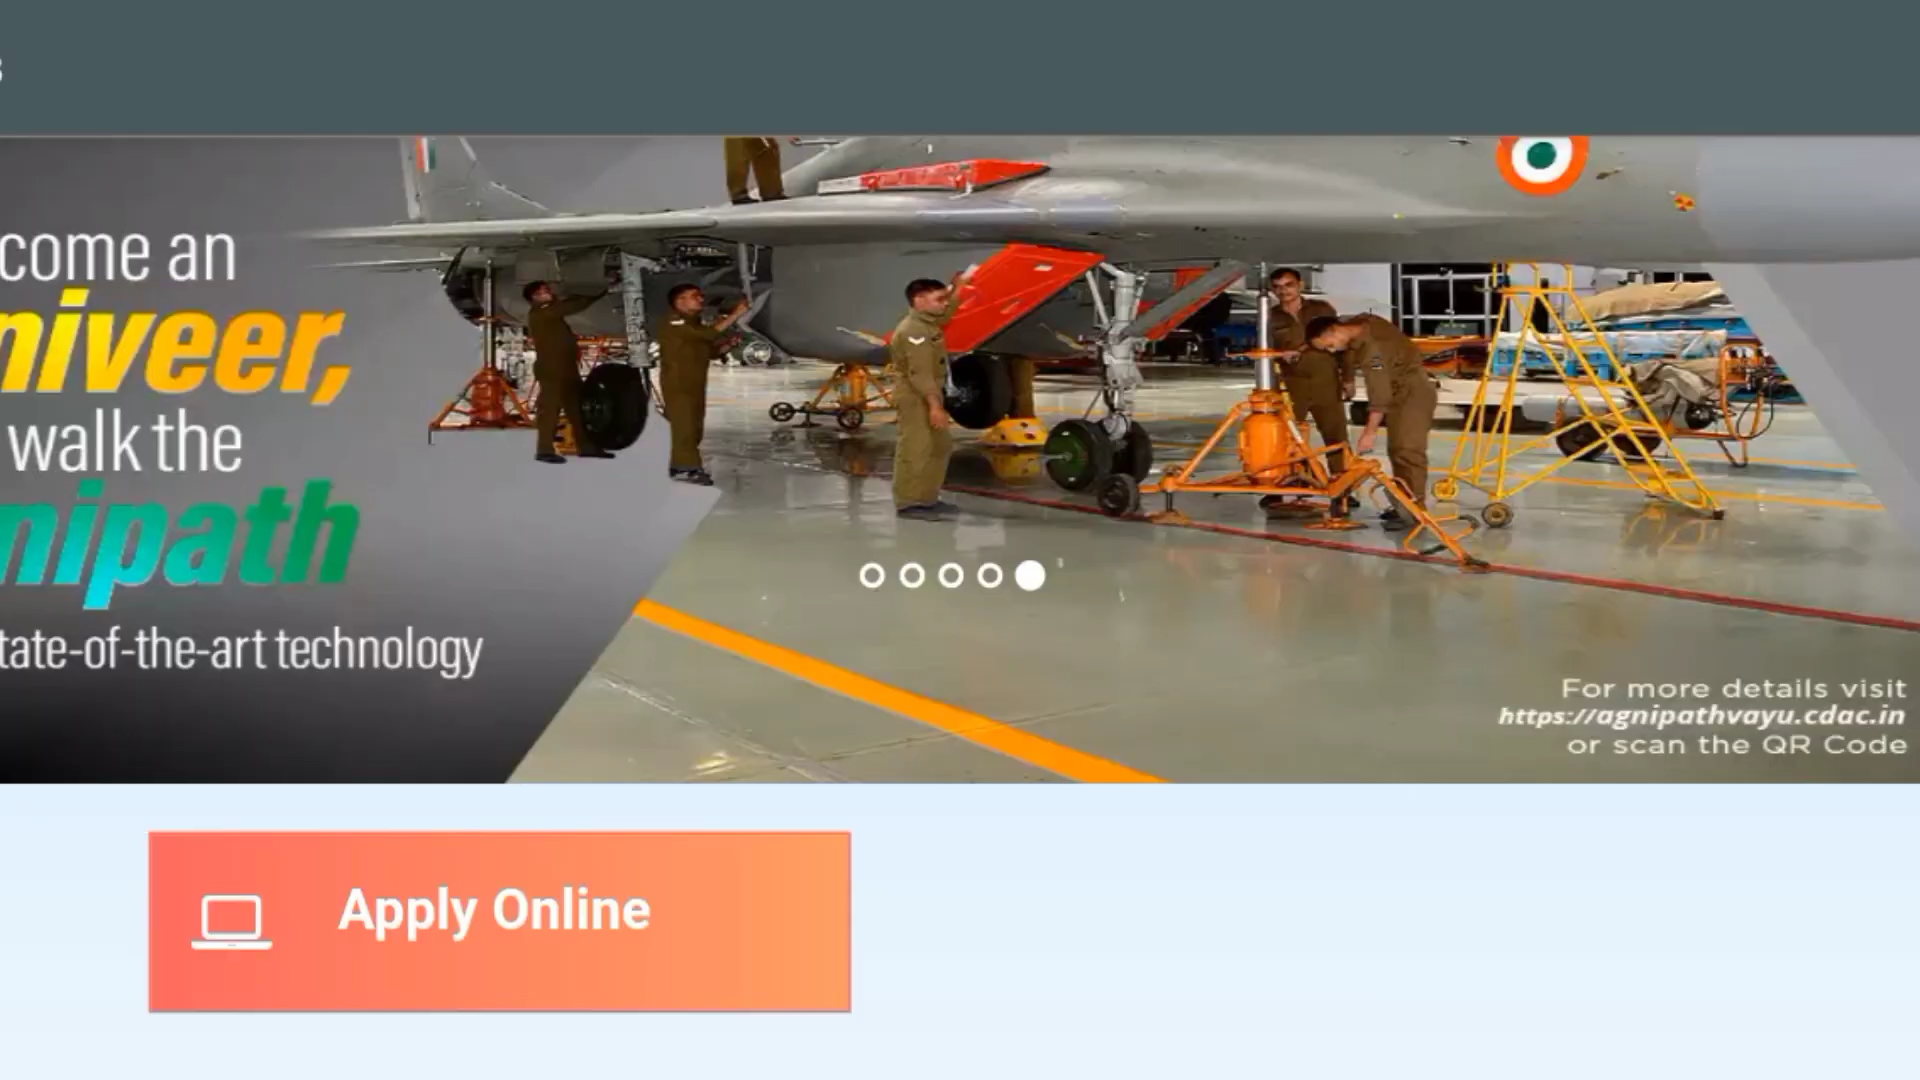 come an
niveer,
walk the
nipath
tate-of-the-art technology
For more details visit
https://agnipathvayu.cdac.in
or scan the QR Code
Apply Online